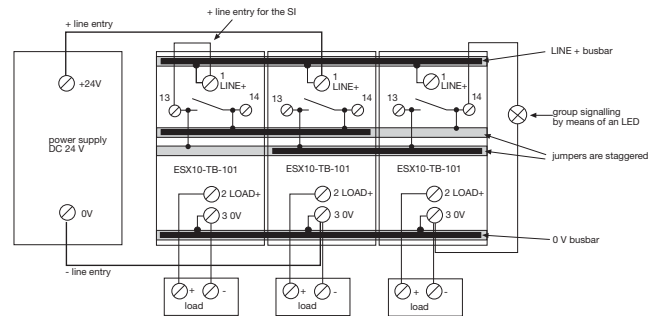 + line entry for the SI
+ line entry
LINE + busbar
+24V
1
LINE+
1
LINE+
1
LINE+
13
14
13
14
13
14
group signalling
by means of an LED
power supply
DC 24 V
jumpers are staggered
ESX10-TB-101
ESX10-TB-101
ESX10-TB-101
2 LOAD+
2 LOAD+
2 LOAD+
0V
3 0V
3 0V
3 0V
0 V busbar
- line entry
+ -
+ -
+ -
load
load
load